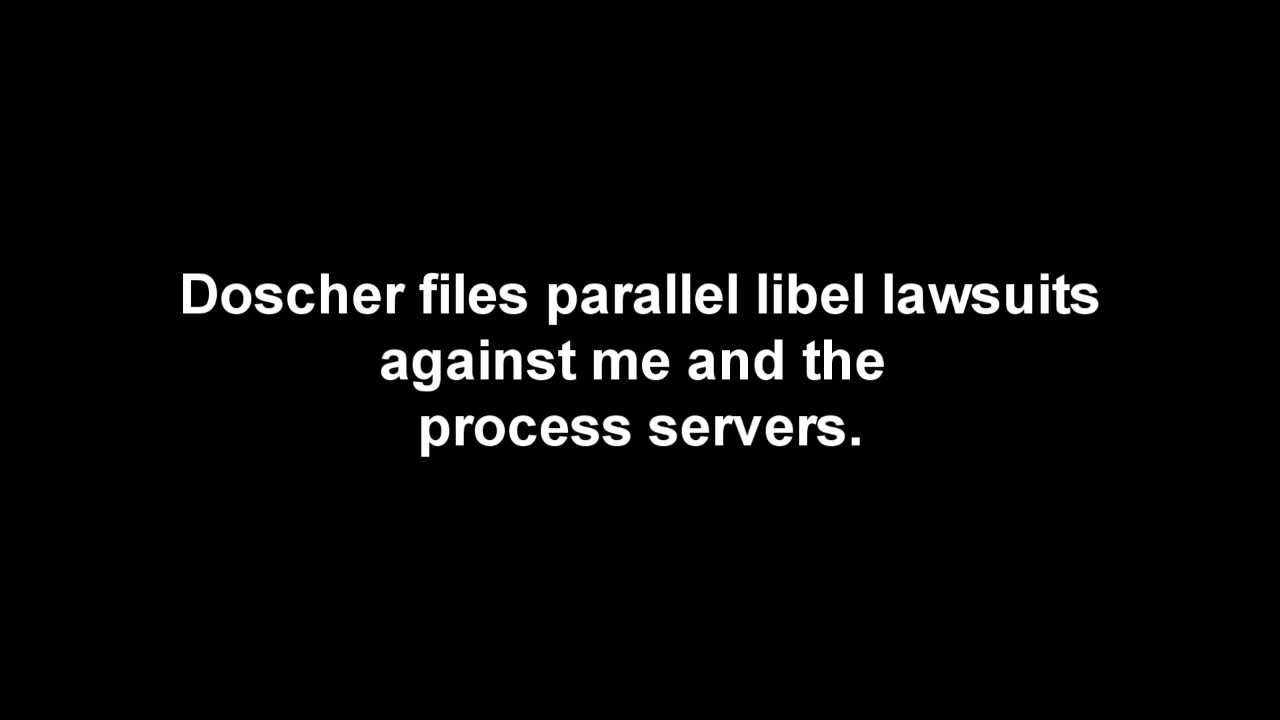 Doscher files parallel libel lawsuits
against me and the
process servers.